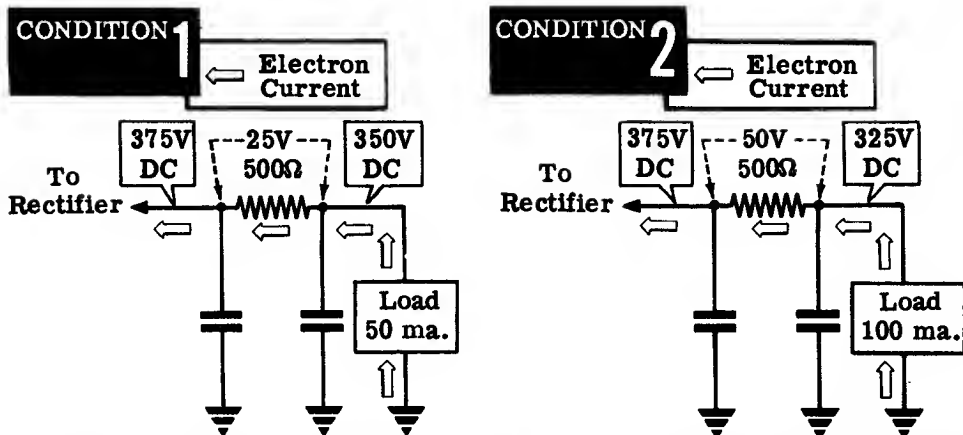 CONDITION 1
Electron
Current
375V
DC
25V
500Ω
350V
DC
To
Rectifier
Load
50 ma.
CONDITION 2
Electron
Current
375V
DC
50V
500Ω
325V
DC
To
Rectifier
Load
100 ma.